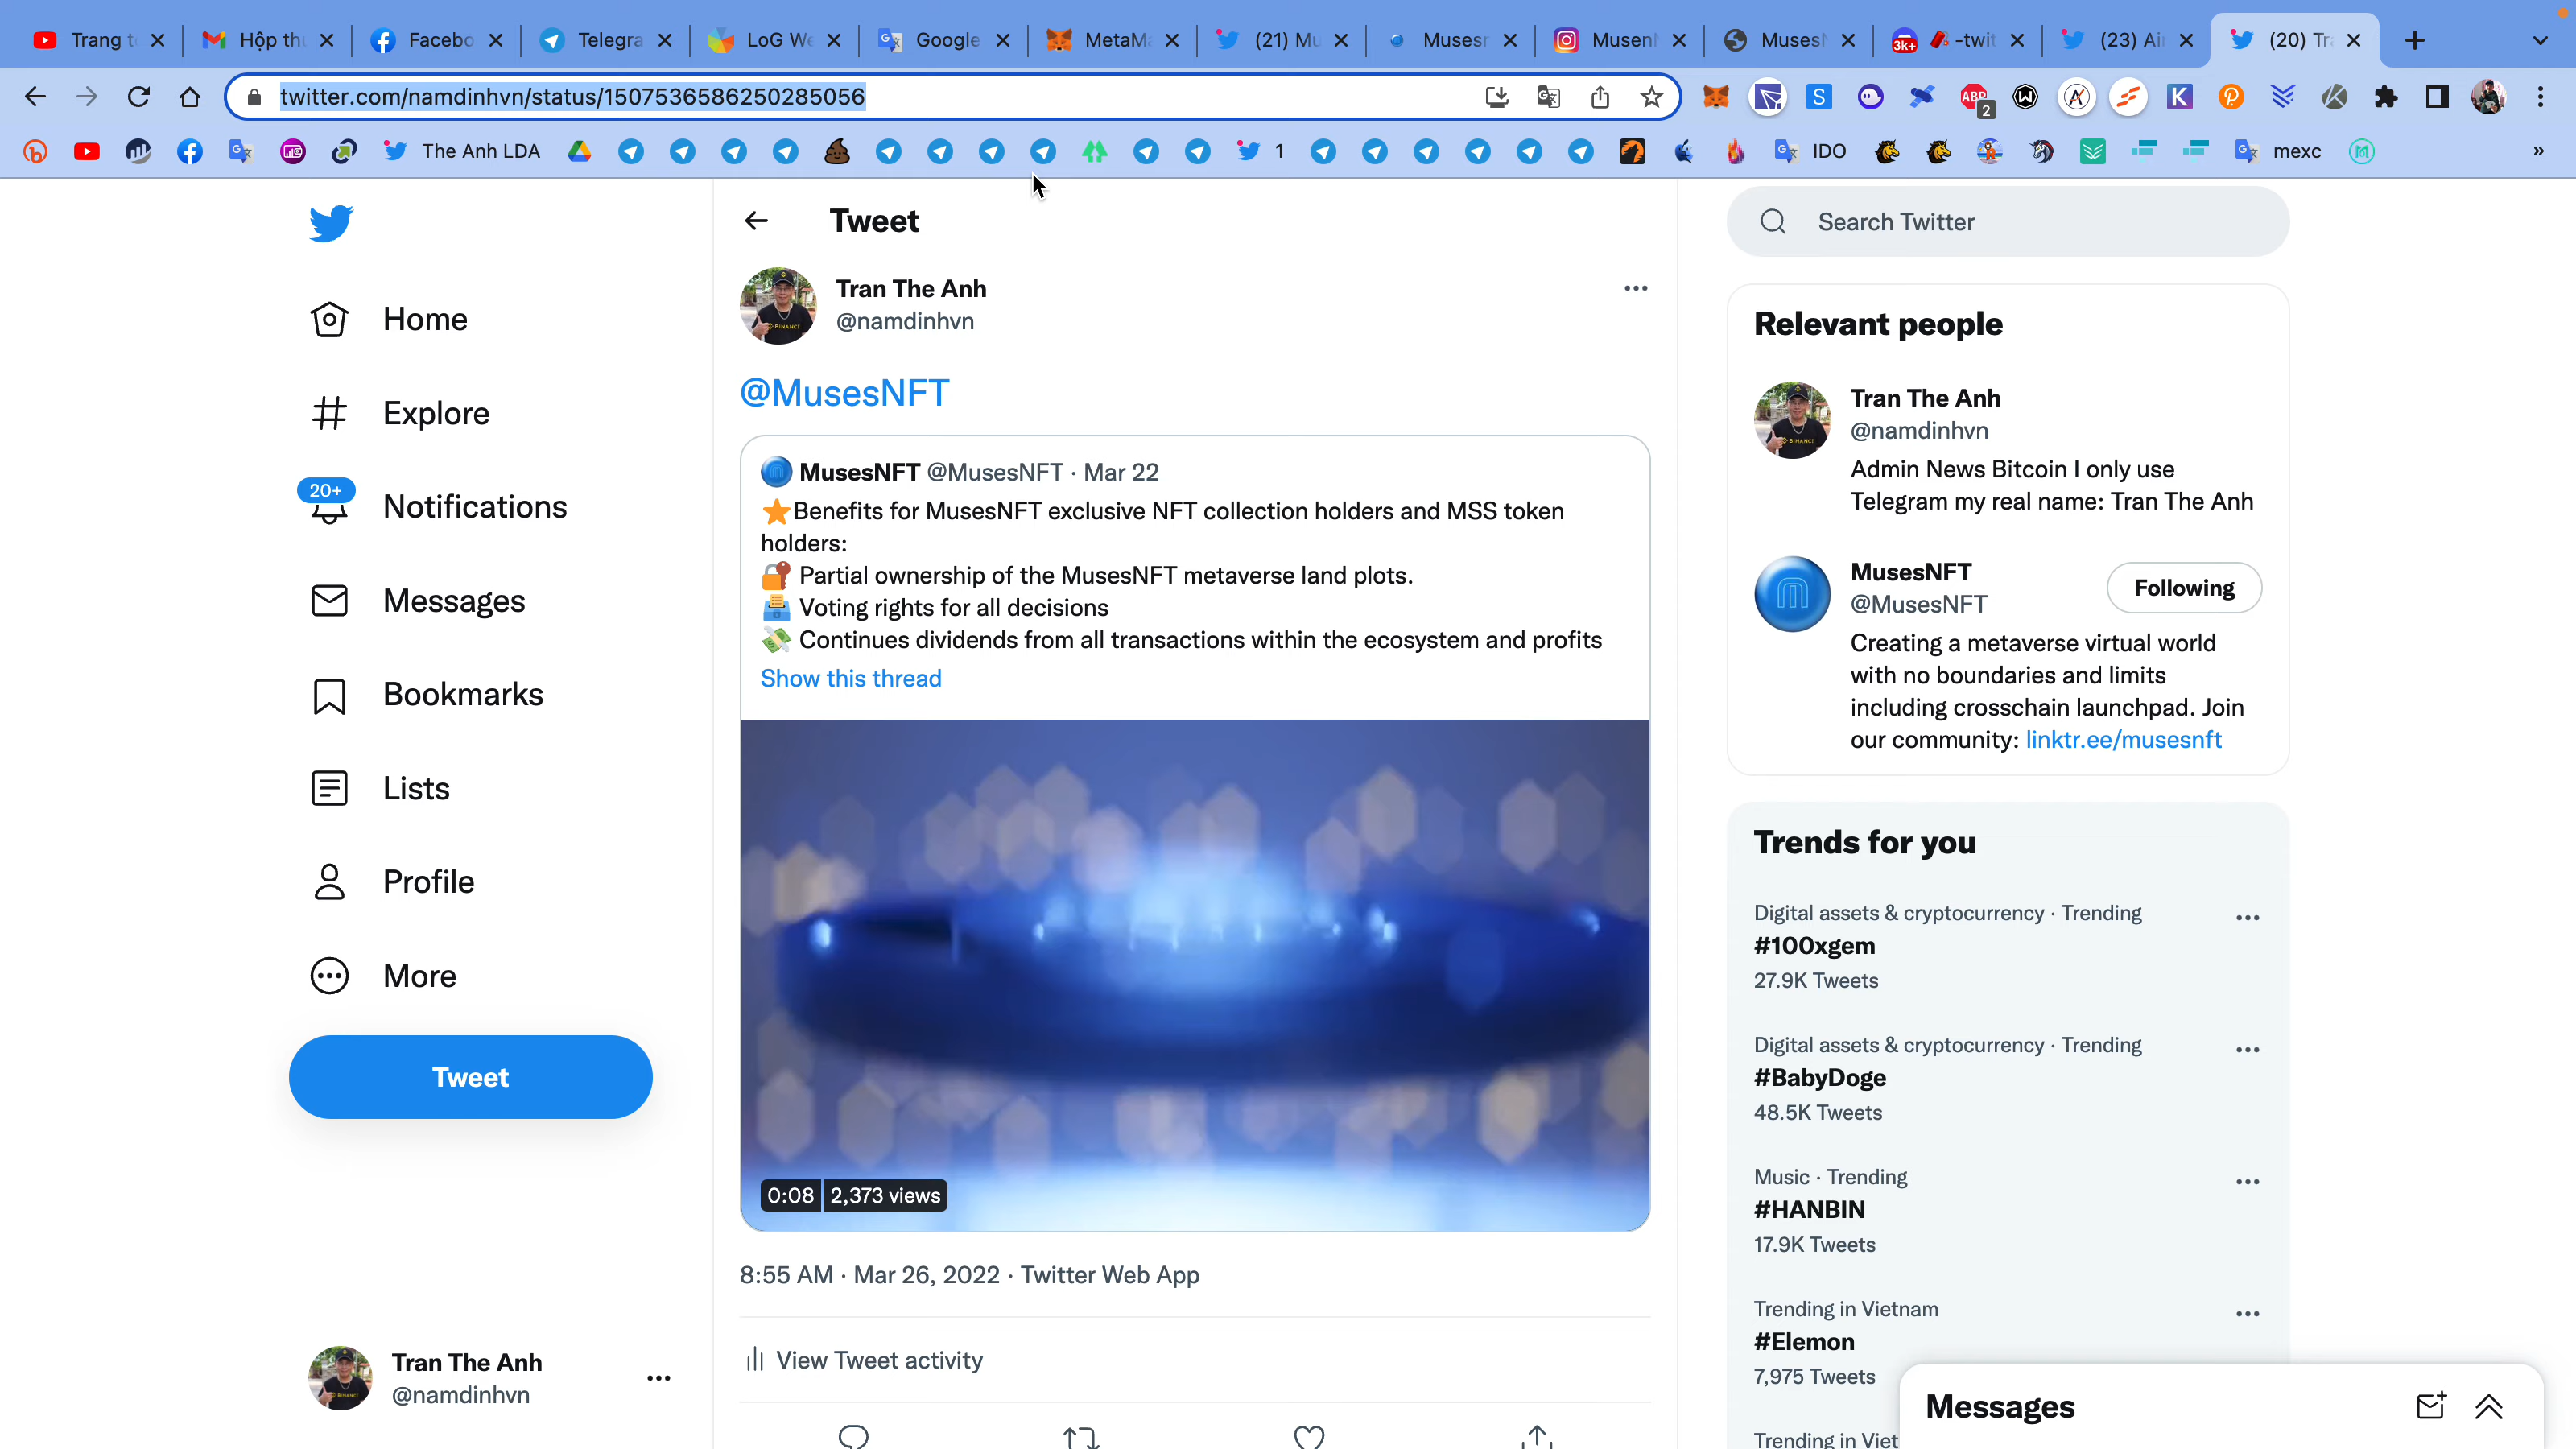 Trang t
Hộp thu
Facebo
Telegra
LoG We
Google
MetaMa
(21) Mu
Musesn
MusenN
MusesN
3k+
-twit
(23) Ai
(20) Tra
twitter.com/namdinhvn/status/1507536586250285056
ABP
2
The Anh LDA
1
IDO
mexc
»
Home
Explore
20+
Notifications
Messages
Bookmarks
Lists
Profile
More
Tweet
Tran The Anh
@namdinhvn
Tweet
Tran The Anh
@namdinhvn
@MusesNFT
MusesNFT @MusesNFT · Mar 22
⭐Benefits for MusesNFT exclusive NFT collection holders and MSS token
holders:
🔐 Partial ownership of the MusesNFT metaverse land plots.
🗳 Voting rights for all decisions
💸 Continues dividends from all transactions within the ecosystem and profits
Show this thread
0:08 2,373 views
8:55 AM · Mar 26, 2022 · Twitter Web App
View Tweet activity
Search Twitter
Relevant people
Tran The Anh
@namdinhvn
Admin News Bitcoin I only use
Telegram my real name: Tran The Anh
MusesNFT
@MusesNFT
Following
Creating a metaverse virtual world
with no boundaries and limits
including crosschain launchpad. Join
our community: linktr.ee/musesnft
Trends for you
Digital assets & cryptocurrency · Trending
#100xgem
27.9K Tweets
Digital assets & cryptocurrency · Trending
#BabyDoge
48.5K Tweets
Music · Trending
#HANBIN
17.9K Tweets
Trending in Vietnam
#Elemon
7,975 Tweets
Trending in Viet
Messages